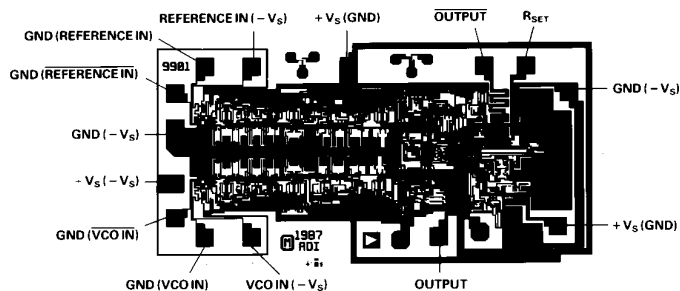 REFERENCE IN (–VS)
+VS (GND)
OUTPUT
RSET
GND (REFERENCE IN)
GND (REFERENCE IN)
9901
GND (–VS)
GND (–VS)
+VS (–VS)
GND (VCO IN)
+VS (GND)
M 1987
ADI
GND (VCO IN)
VCO IN (–VS)
OUTPUT